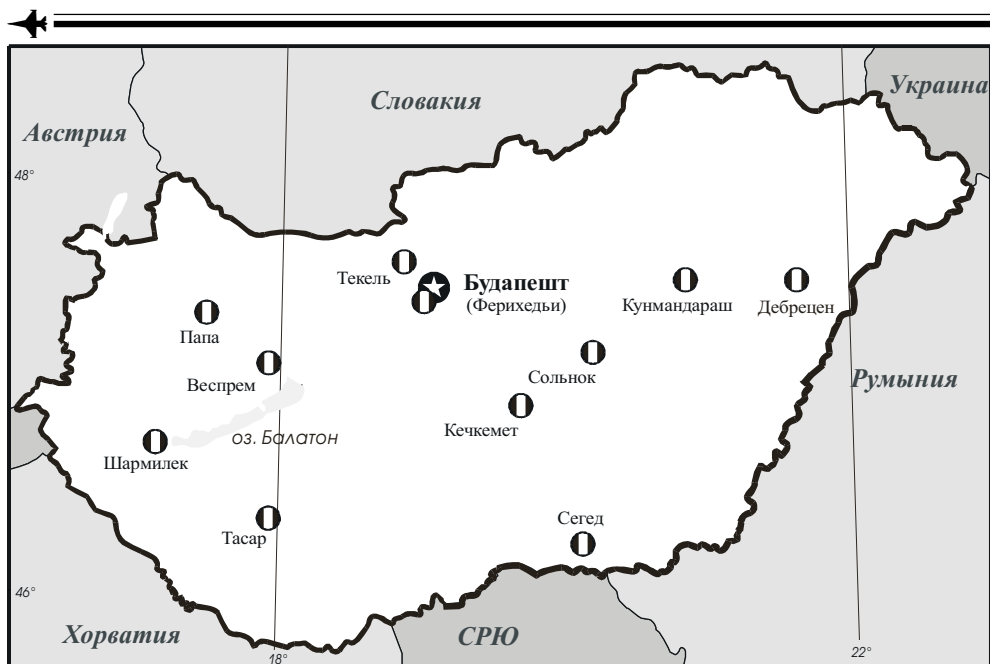 Украина
Словакия
Австрия
48°
Текель
Будапешт
(Ферихедьи)
Кунмандараш
Дебрецен
Папа
Веспрем
Сольнок
Румыния
Кечкемет
оз. Балатон
Шармилек
Сегед
Тасар
46°
Хорватия
СРЮ
18°
22°